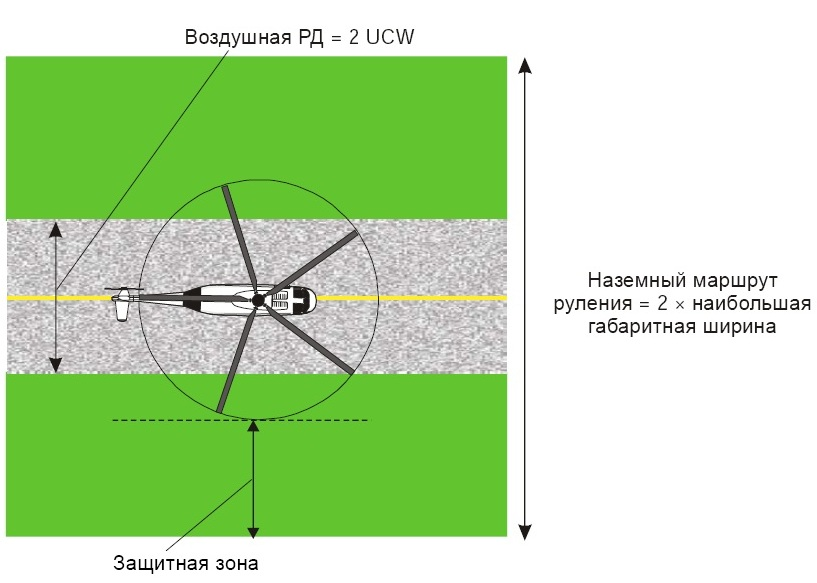 Воздушная РД = 2 UCW
Наземный маршрут
руления = 2 × наибольшая
габаритная ширина
Защитная зона